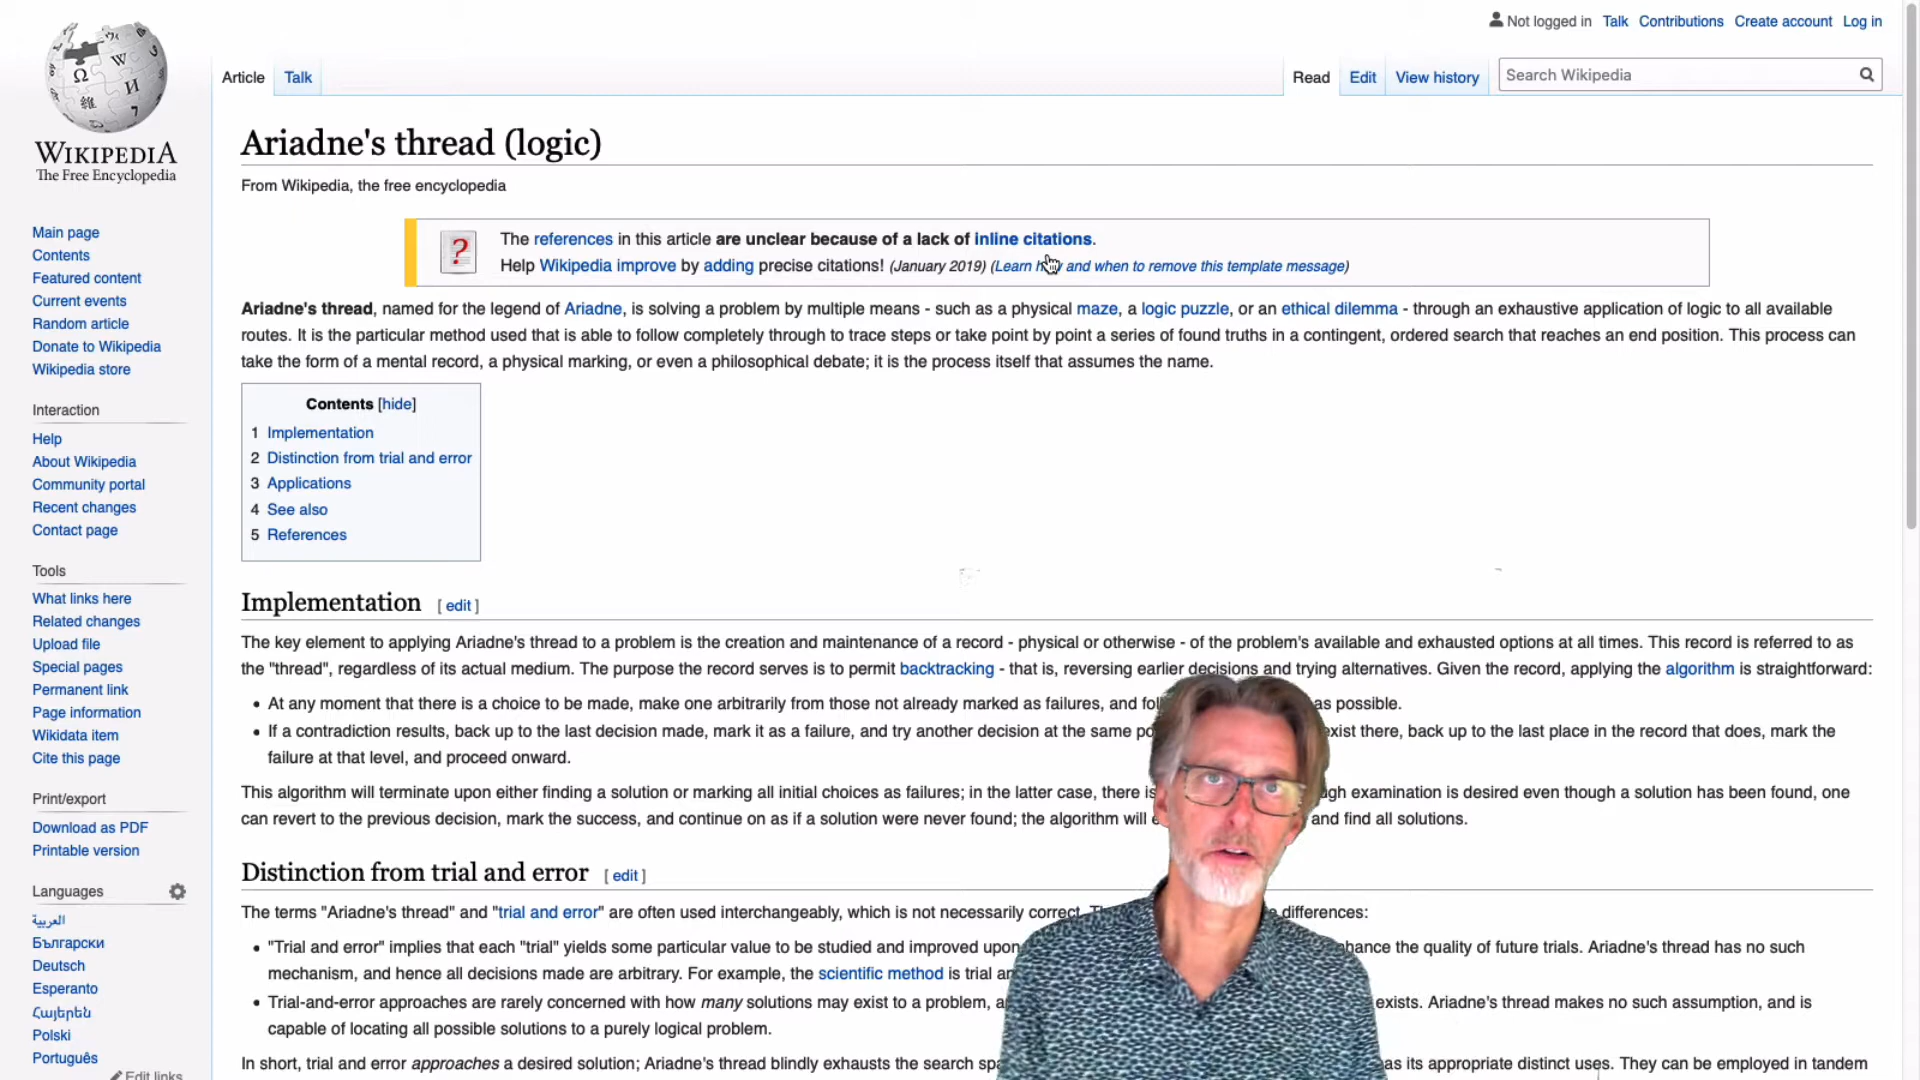 Not logged in Talk Contributions Create account Log in
Article Talk Read Edit View history Search Wikipedia
WIKIPEDIA
The Free Encyclopedia
Main page
Contents
Featured content
Current events
Random article
Donate to Wikipedia
Wikipedia store
Interaction
Help
About Wikipedia
Community portal
Recent changes
Contact page
Tools
What links here
Related changes
Upload file
Special pages
Permanent link
Page information
Wikidata item
Cite this page
Print/export
Download as PDF
Printable version
Languages
العربية
Български
Deutsch
Esperanto
Հայերեն
Polski
Português
Edit links
Ariadne's thread (logic)
From Wikipedia, the free encyclopedia
The references in this article are unclear because of a lack of inline citations.
Help Wikipedia improve by adding precise citations! (January 2019) (Learn how and when to remove this template message)
Ariadne's thread, named for the legend of Ariadne, is solving a problem by multiple means - such as a physical maze, a logic puzzle, or an ethical dilemma - through an exhaustive application of logic to all available
routes. It is the particular method used that is able to follow completely through to trace steps or take point by point a series of found truths in a contingent, ordered search that reaches an end position. This process can
take the form of a mental record, a physical marking, or even a philosophical debate; it is the process itself that assumes the name.
Contents [hide]
1 Implementation
2 Distinction from trial and error
3 Applications
4 See also
5 References
Implementation [ edit ]
The key element to applying Ariadne's thread to a problem is the creation and maintenance of a record - physical or otherwise - of the problem's available and exhausted options at all times. This record is referred to as
the "thread", regardless of its actual medium. The purpose the record serves is to permit backtracking - that is, reversing earlier decisions and trying alternatives. Given the record, applying the algorithm is straightforward:
• At any moment that there is a choice to be made, make one arbitrarily from those not already marked as failures, and as possible.
• If a contradiction results, back up to the last decision made, mark it as a failure, and try another decision at the same exist there, back up to the last place in the record that does, mark the
failure at that level, and proceed onward.
This algorithm will terminate upon either finding a solution or marking all initial choices as failures; in the latter case, there is examination is desired even though a solution has been found, one
can revert to the previous decision, mark the success, and continue on as if a solution were never found; the algorithm will and find all solutions.
Distinction from trial and error [ edit ]
The terms "Ariadne's thread" and "trial and error" are often used interchangeably, which is not necessarily correct. differences:
• "Trial and error" implies that each "trial" yields some particular value to be studied and improved upon enhance the quality of future trials. Ariadne's thread has no such
mechanism, and hence all decisions made are arbitrary. For example, the scientific method is trial
• Trial-and-error approaches are rarely concerned with how many solutions may exist to a problem, exists. Ariadne's thread makes no such assumption, and is
capable of locating all possible solutions to a purely logical problem.
In short, trial and error approaches a desired solution; Ariadne's thread blindly exhausts the search as its appropriate distinct uses. They can be employed in tandem